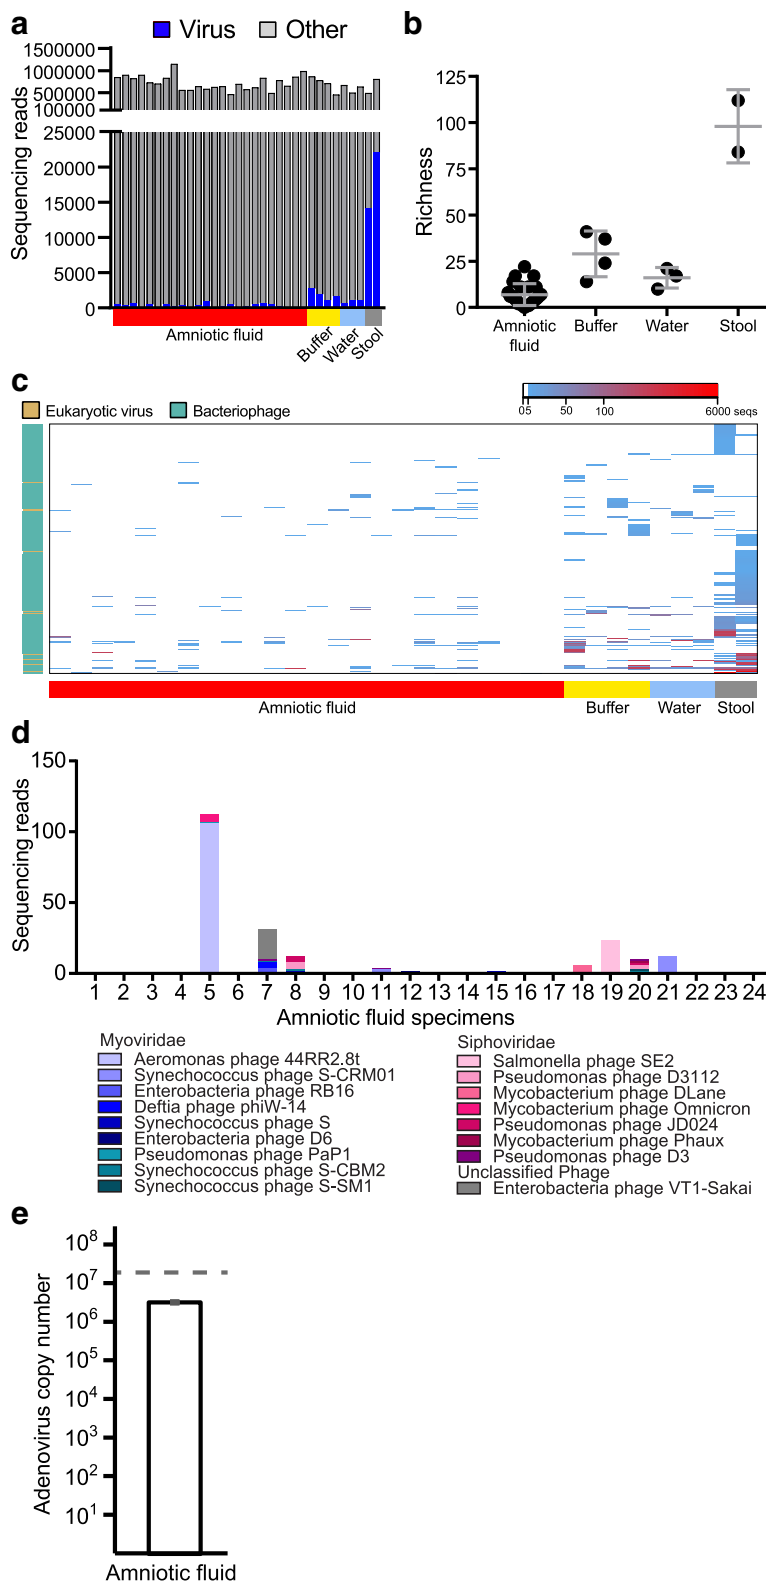 a
Virus
Other
Sequencing reads
1500000
1000000
500000
100000
25000
20000
15000
10000
5000
0
Amniotic fluid
Buffer
Water
Stool
b
Richness
125
100
75
50
25
0
Amniotic
fluid
Buffer
Water
Stool
c
Eukaryotic virus
Bacteriophage
05 50 100 6000 seqs
Amniotic fluid
Buffer
Water
Stool
d
Sequencing reads
150
100
50
0
1 2 3 4 5 6 7 8 9 10 11 12 13 14 15 16 17 18 19 20 21 22 23 24
Amniotic fluid specimens
Myoviridae
Aeromonas phage 44RR2.8t
Synechococcus phage S-CRM01
Enterobacteria phage RB16
Deftia phage phiW-14
Synechococcus phage S
Enterobacteria phage D6
Pseudomonas phage PaP1
Synechococcus phage S-CBM2
Synechococcus phage S-SM1
Siphoviridae
Salmonella phage SE2
Pseudomonas phage D3112
Mycobacterium phage DLane
Mycobacterium phage Omnicron
Pseudomonas phage JD024
Mycobacterium phage Phaux
Pseudomonas phage D3
Unclassified Phage
Enterobacteria phage VT1-Sakai
e
Adenovirus copy number
10⁸
10⁷
10⁶
10⁵
10⁴
10³
10²
10¹
Amniotic fluid